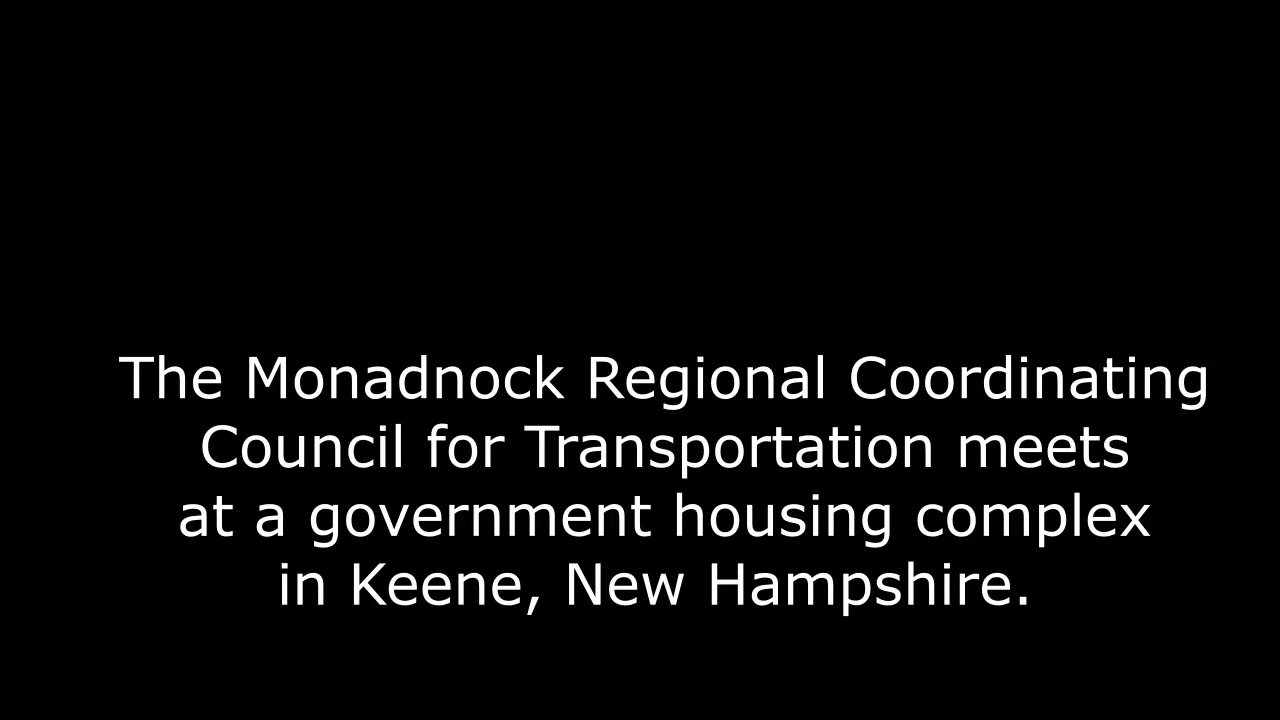 The Monadnock Regional Coordinating
Council for Transportation meets
at a government housing complex
in Keene, New Hampshire.